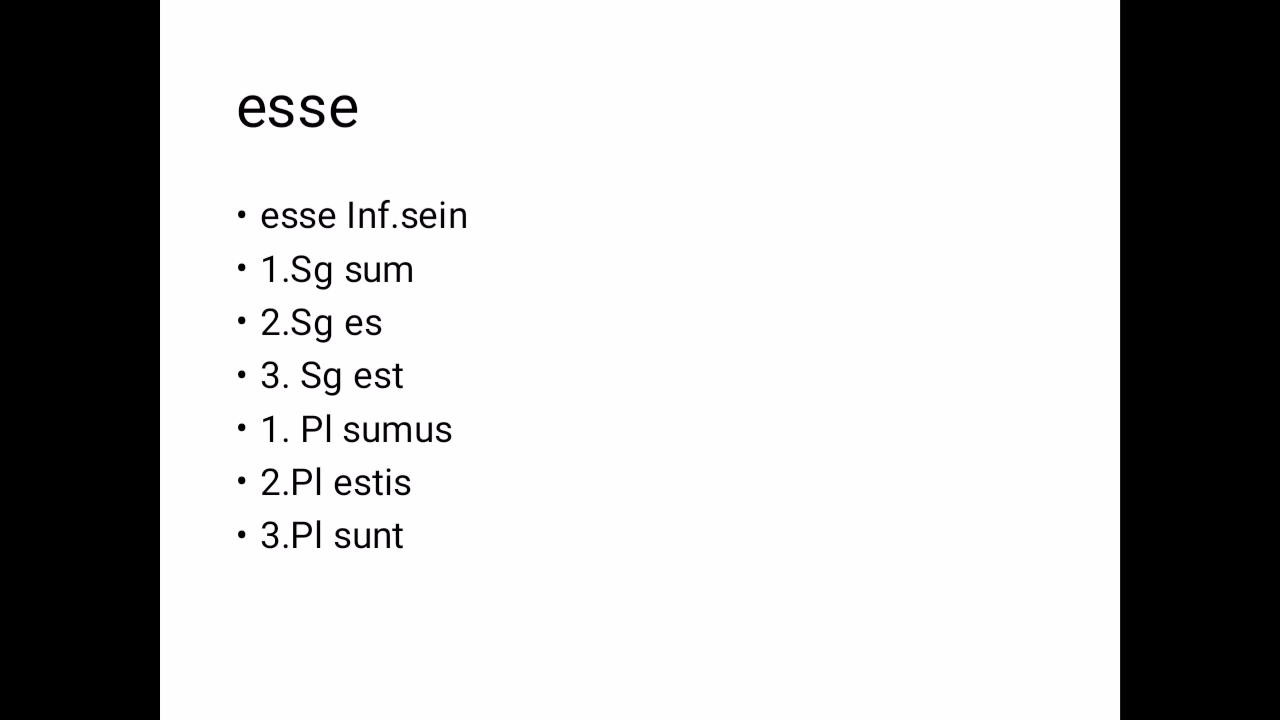 esse
• esse Inf.sein
• 1.Sg sum
• 2.Sg es
• 3. Sg est
• 1. Pl sumus
• 2.Pl estis
• 3.Pl sunt